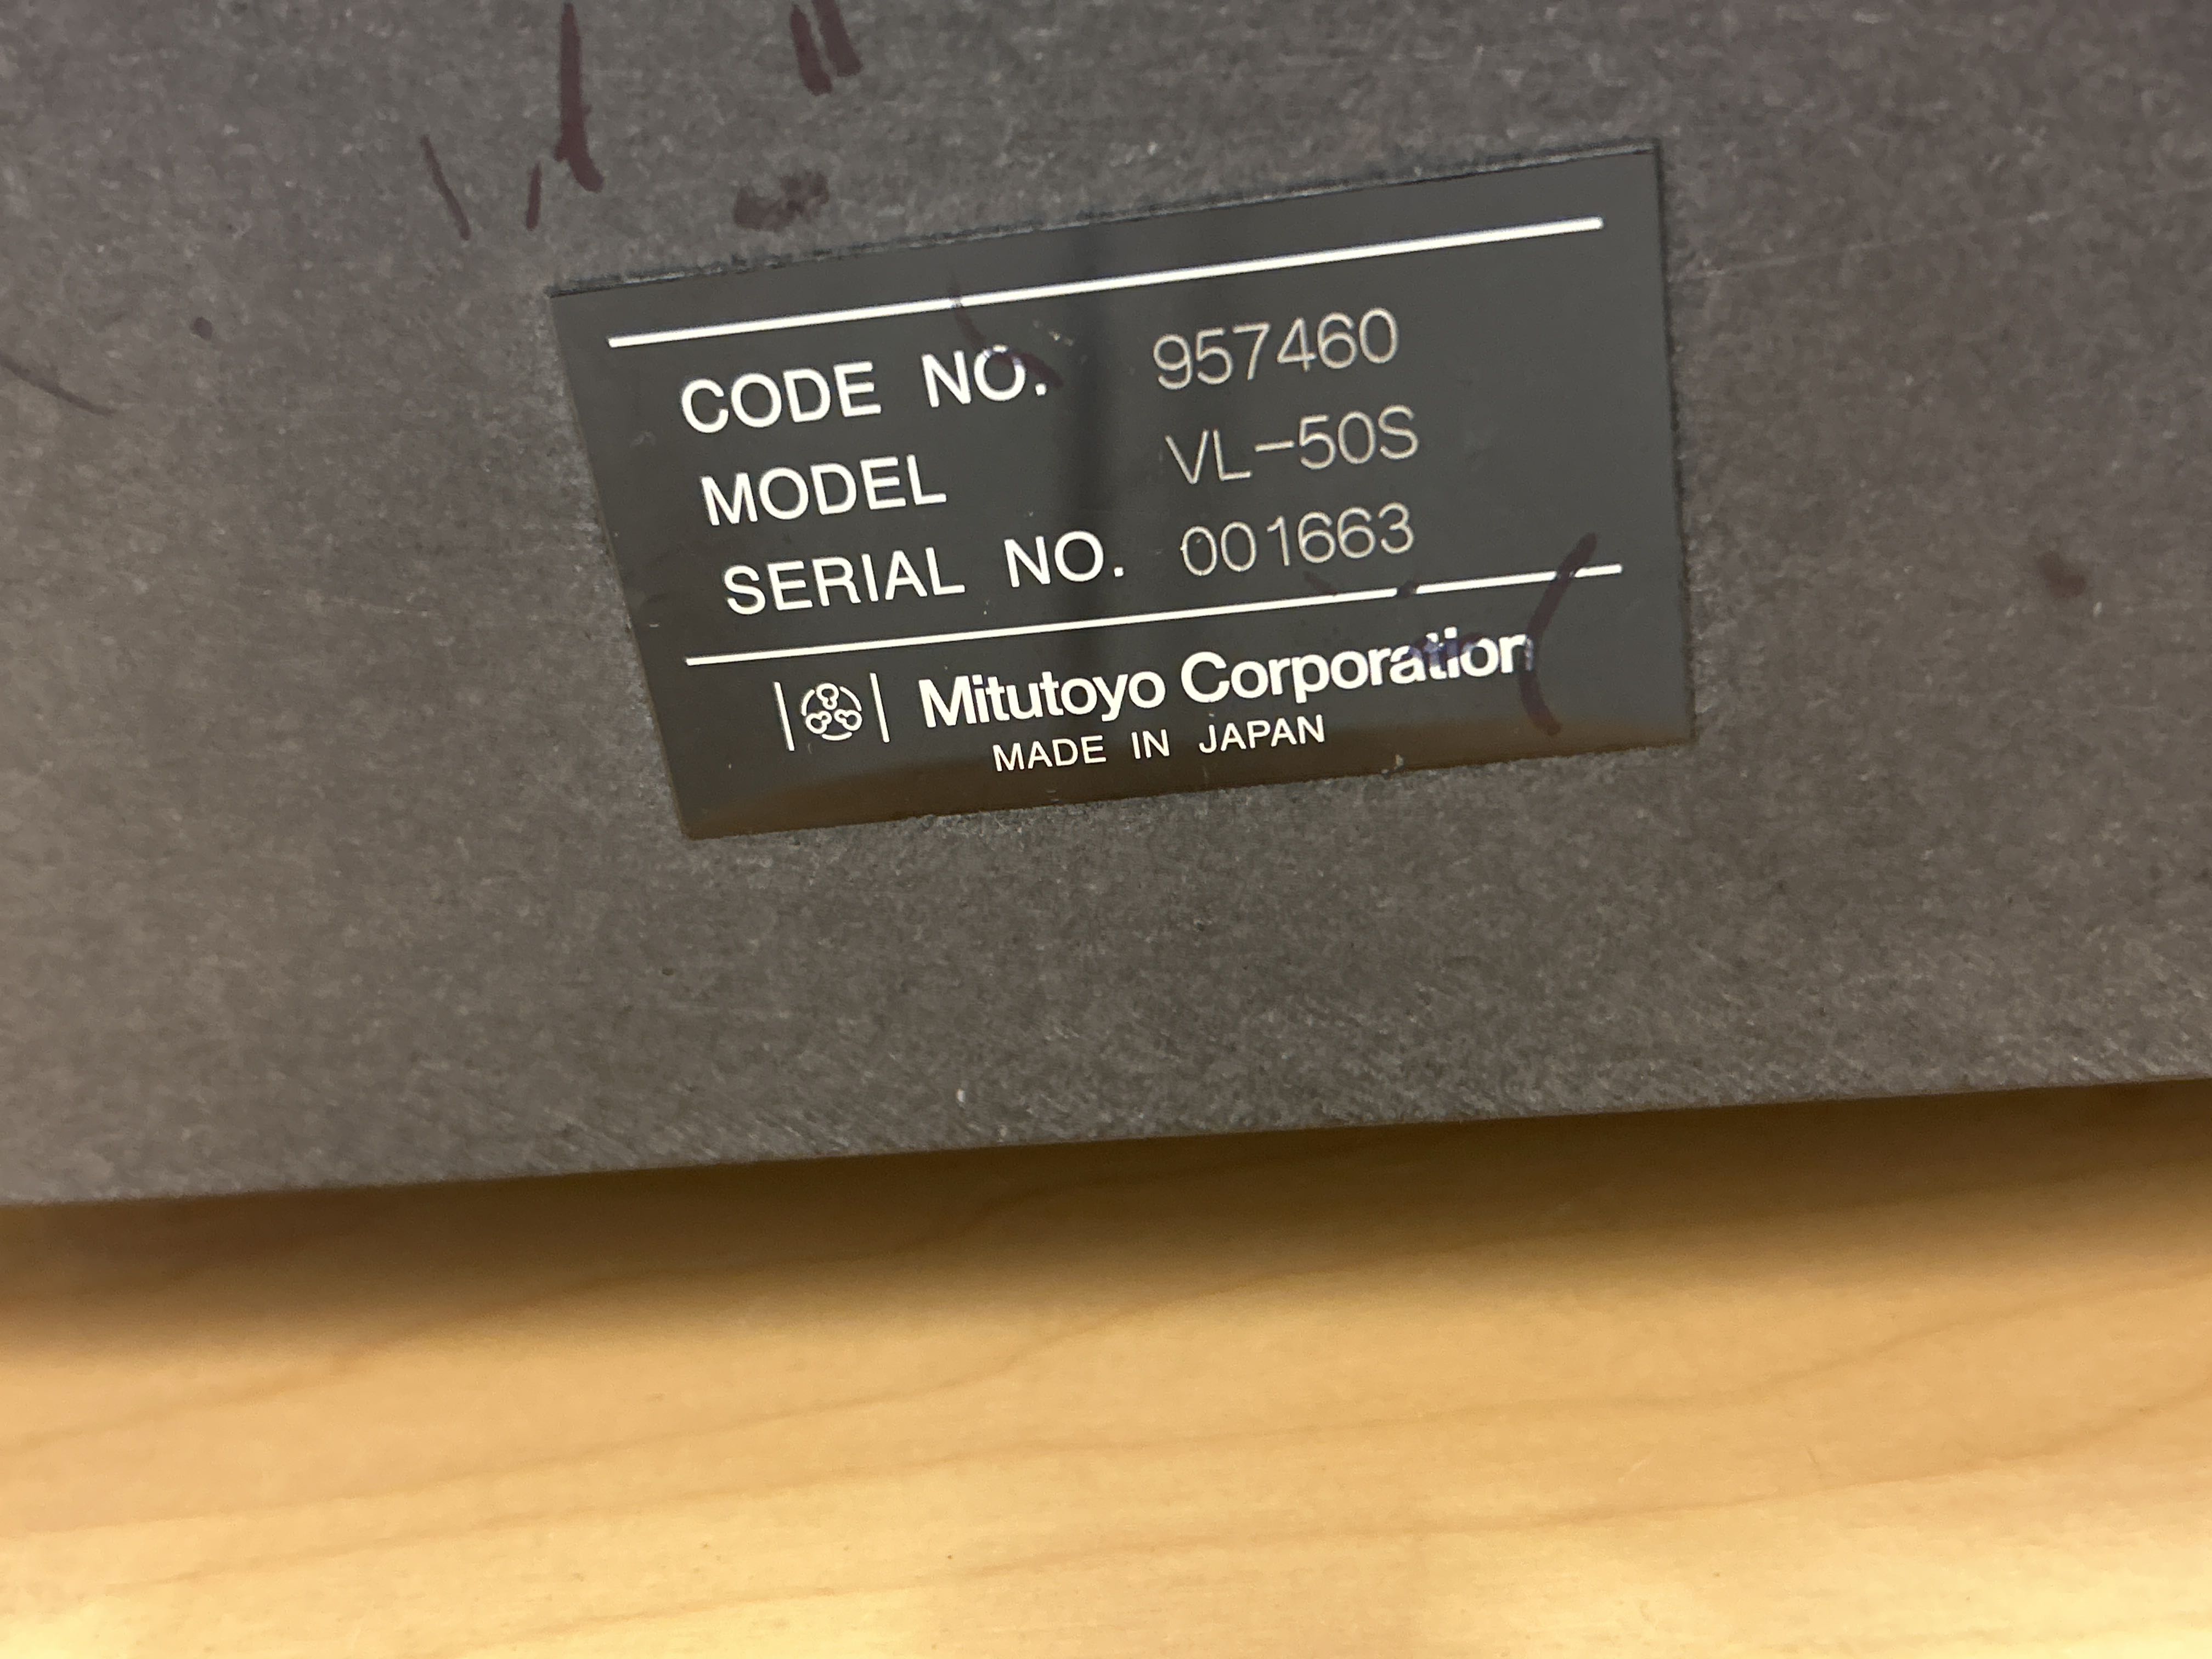 CODE NO. 957460
MODEL VL-50S
SERIAL NO. 001663
Mitutoyo Corporation
MADE IN JAPAN